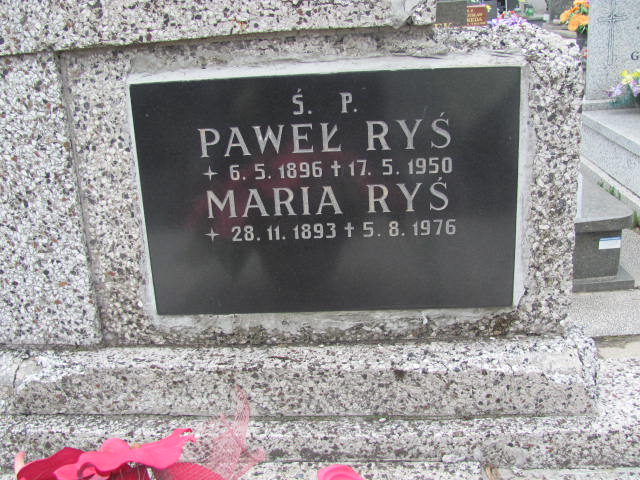 Ś. P.
PAWEŁ RYŚ
+ 6. 5. 1896 + 17. 5. 1950
MARIA RYŚ
+ 28. 11. 1893 + 5. 8. 1976